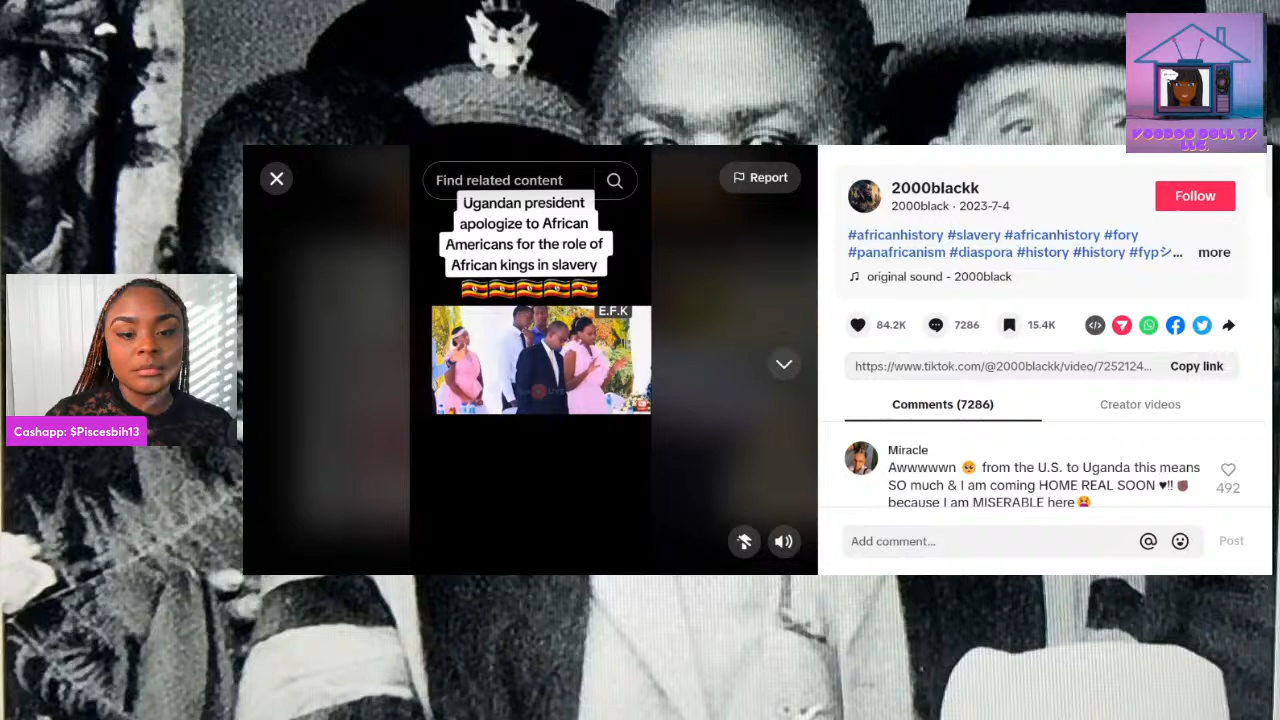 VOODOO DOLL TV
LLC.
Find related content
Report
Ugandan president
apologize to African
Americans for the role of
African kings in slavery
E.F.K
Cashapp: $Piscesbih13
2000blackk
2000black · 2023-7-4
Follow
#africanhistory #slavery #africanhistory #fory
#panafricanism #diaspora #history #history #fypシ... more
original sound - 2000black
84.2K 7286 15.4K
https://www.tiktok.com/@2000blackk/video/7252124... Copy link
Comments (7286) Creator videos
Miracle
Awwwwwn 🥺 from the U.S. to Uganda this means
SO much & I am coming HOME REAL SOON ♥!! ✊🏿
because I am MISERABLE here 😝
492
Add comment... Post